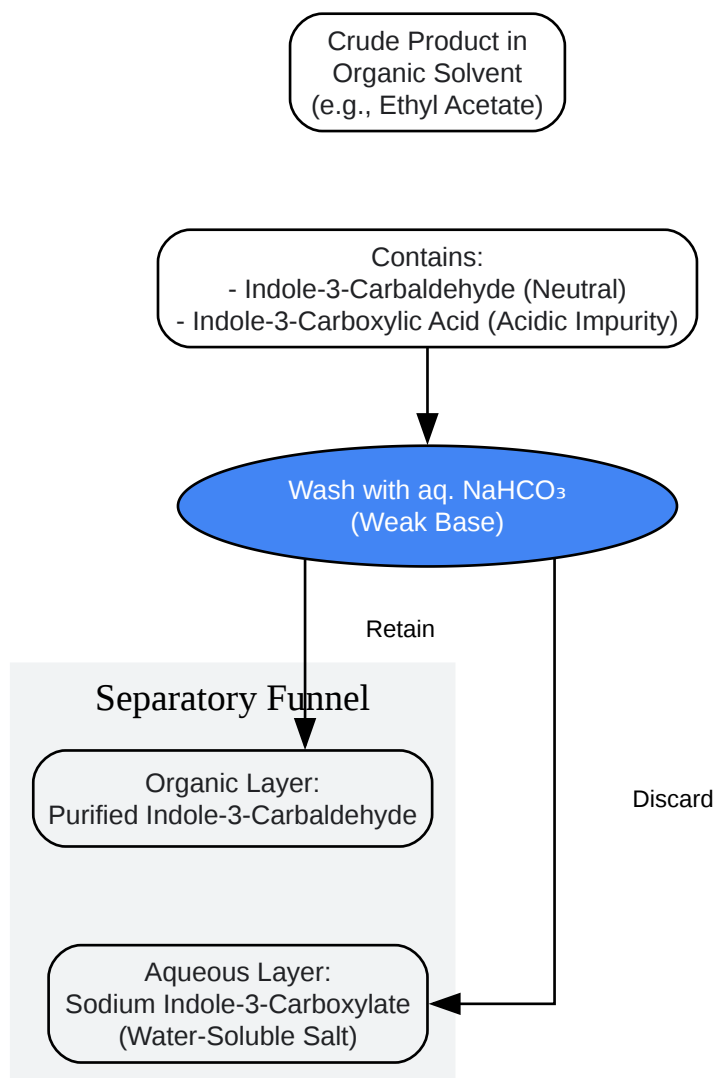 Crude Product in
Organic Solvent
(e.g., Ethyl Acetate)
Contains:
- Indole-3-Carbaldehyde (Neutral)
- Indole-3-Carboxylic Acid (Acidic Impurity)
Wash with aq. NaHCO₃
(Weak Base)
Retain
Separatory Funnel
Organic Layer:
Purified Indole-3-Carbaldehyde
Discard
Aqueous Layer:
Sodium Indole-3-Carboxylate
(Water-Soluble Salt)